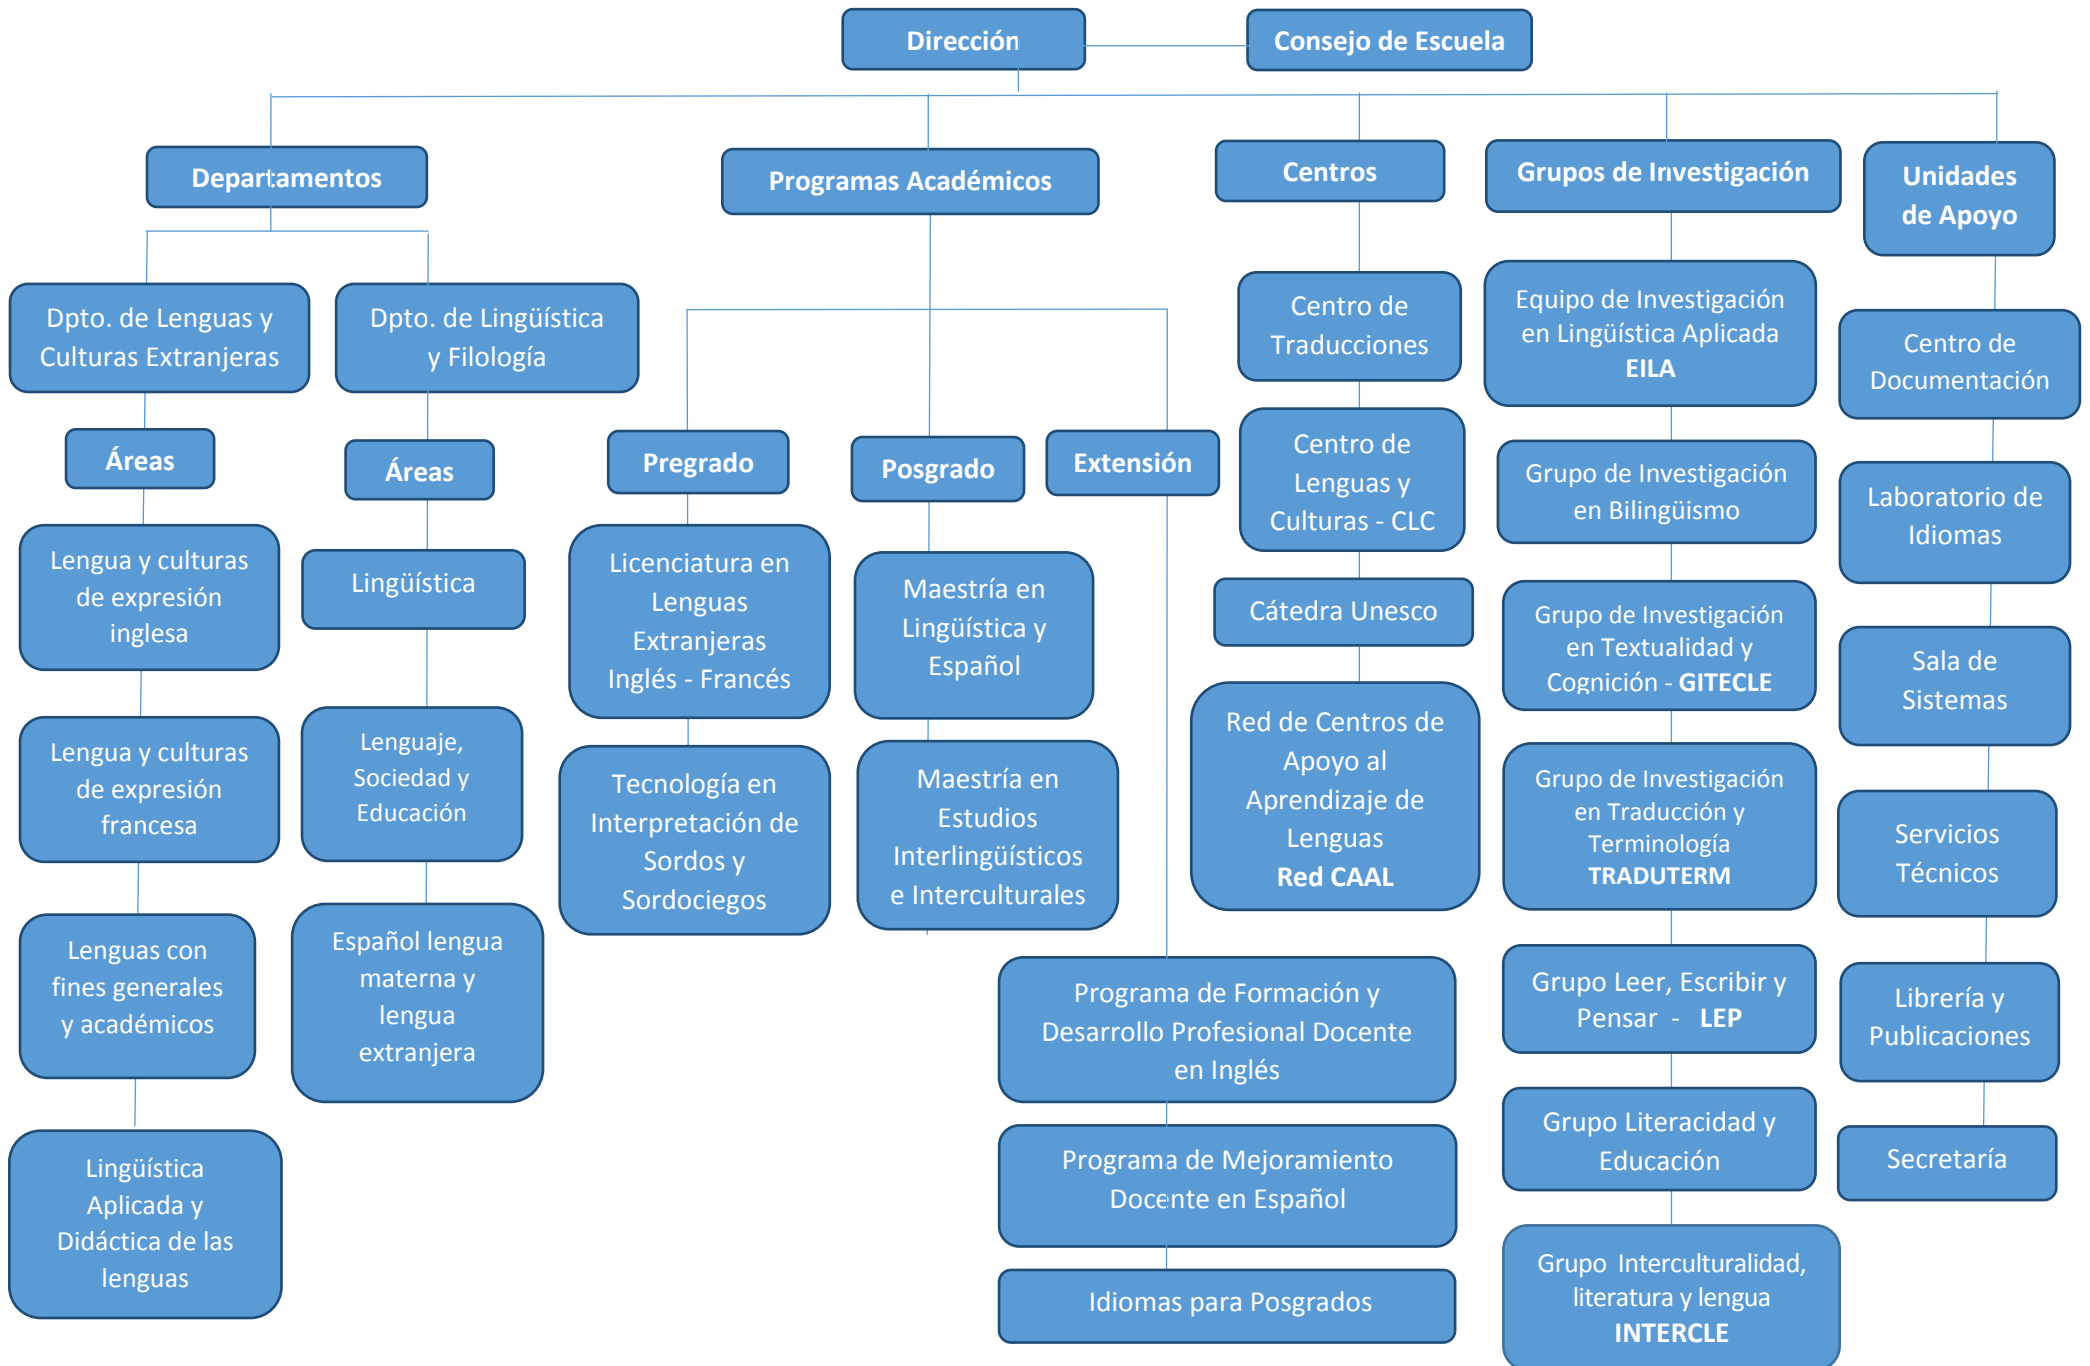 Dirección
Consejo de Escuela
Departamentos
Programas Académicos
Centros
Grupos de Investigación
Unidades
de Apoyo
Dpto. de Lenguas y
Culturas Extranjeras
Dpto. de Lingüística
y Filología
Áreas
Lengua y culturas
de expresión
inglesa
Lengua y culturas
de expresión
francesa
Lenguas con
fines generales
y académicos
Lingüística
Aplicada y
Didáctica de las
lenguas
Áreas
Lingüística
Lenguaje,
Sociedad y
Educación
Español lengua
materna y
lengua
extranjera
Pregrado
Licenciatura en
Lenguas
Extranjeras
Inglés - Francés
Tecnología en
Interpretación de
Sordos y
Sordociegos
Posgrado
Maestría en
Lingüística y
Español
Maestría en
Estudios
Interlingüísticos
e Interculturales
Extensión
Programa de Formación y
Desarrollo Profesional Docente
en Inglés
Programa de Mejoramiento
Docente en Español
Idiomas para Posgrados
Centro de
Traducciones
Centro de
Lenguas y
Culturas - CLC
Cátedra Unesco
Red de Centros de
Apoyo al
Aprendizaje de
Lenguas
Red CAAL
Equipo de Investigación
en Lingüística Aplicada
EILA
Grupo de Investigación
en Bilingüismo
Grupo de Investigación
en Textualidad y
Cognición - GITECLE
Grupo de Investigación
en Traducción y
Terminología
TRADUTERM
Grupo Leer, Escribir y
Pensar - LEP
Grupo Literacidad y
Educación
Grupo Interculturalidad,
literatura y lengua
INTERCLE
Centro de
Documentación
Laboratorio de
Idiomas
Sala de
Sistemas
Servicios
Técnicos
Librería y
Publicaciones
Secretaría